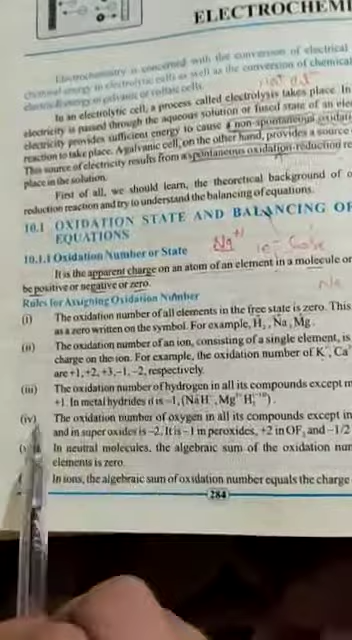 ELECTROCHEMI
Electrochemistry is concerned with the conversion of electrical
chemical energy in electrolytic cells as well as the conversion of chemical
chemical energy in galvanic or voltaic cells.
In an electrolytic cell, a process called electrolysis takes place. In
electricity is passed through the aqueous solution or fused state of an elec
electricity provides sufficient energy to cause a non-spontaneous oxidati
reaction to take place. A galvanic cell, on the other hand, provides a source
This source of electricity results from a spontaneous oxidation-reduction re
place in the solution.
First of all, we should learn, the theoretical background of o
reduction reaction and try to understand the balancing of equations.
10.1 OXIDATION STATE AND BALANCING OF
EQUATIONS
Na+1
10.1.1 Oxidation Number or State
It is the apparent charge on an atom of an element in a molecule or
be positive or negative or zero.
Na
Rules for Assigning Oxidation Number
(i) The oxidation number of all elements in the free state is zero. This
as a zero written on the symbol. For example, H₂, Na, Mg.
(ii) The oxidation number of an ion, consisting of a single element, is
charge on the ion. For example, the oxidation number of K⁺, Ca
are +1, +2, +3, -1, -2, respectively.
(iii) The oxidation number of hydrogen in all its compounds except m
+1. In metal hydrides it is -1, (NaH
(iv) The oxidation number of oxygen in all its compounds except in
and in super oxides is -2. It is -1 in peroxides, +2 in OF₂ and -1/2
In neutral molecules, the algebraic sum of the oxidation num
elements is zero.
In ions, the algebraic sum of oxidation number equals the charge
284